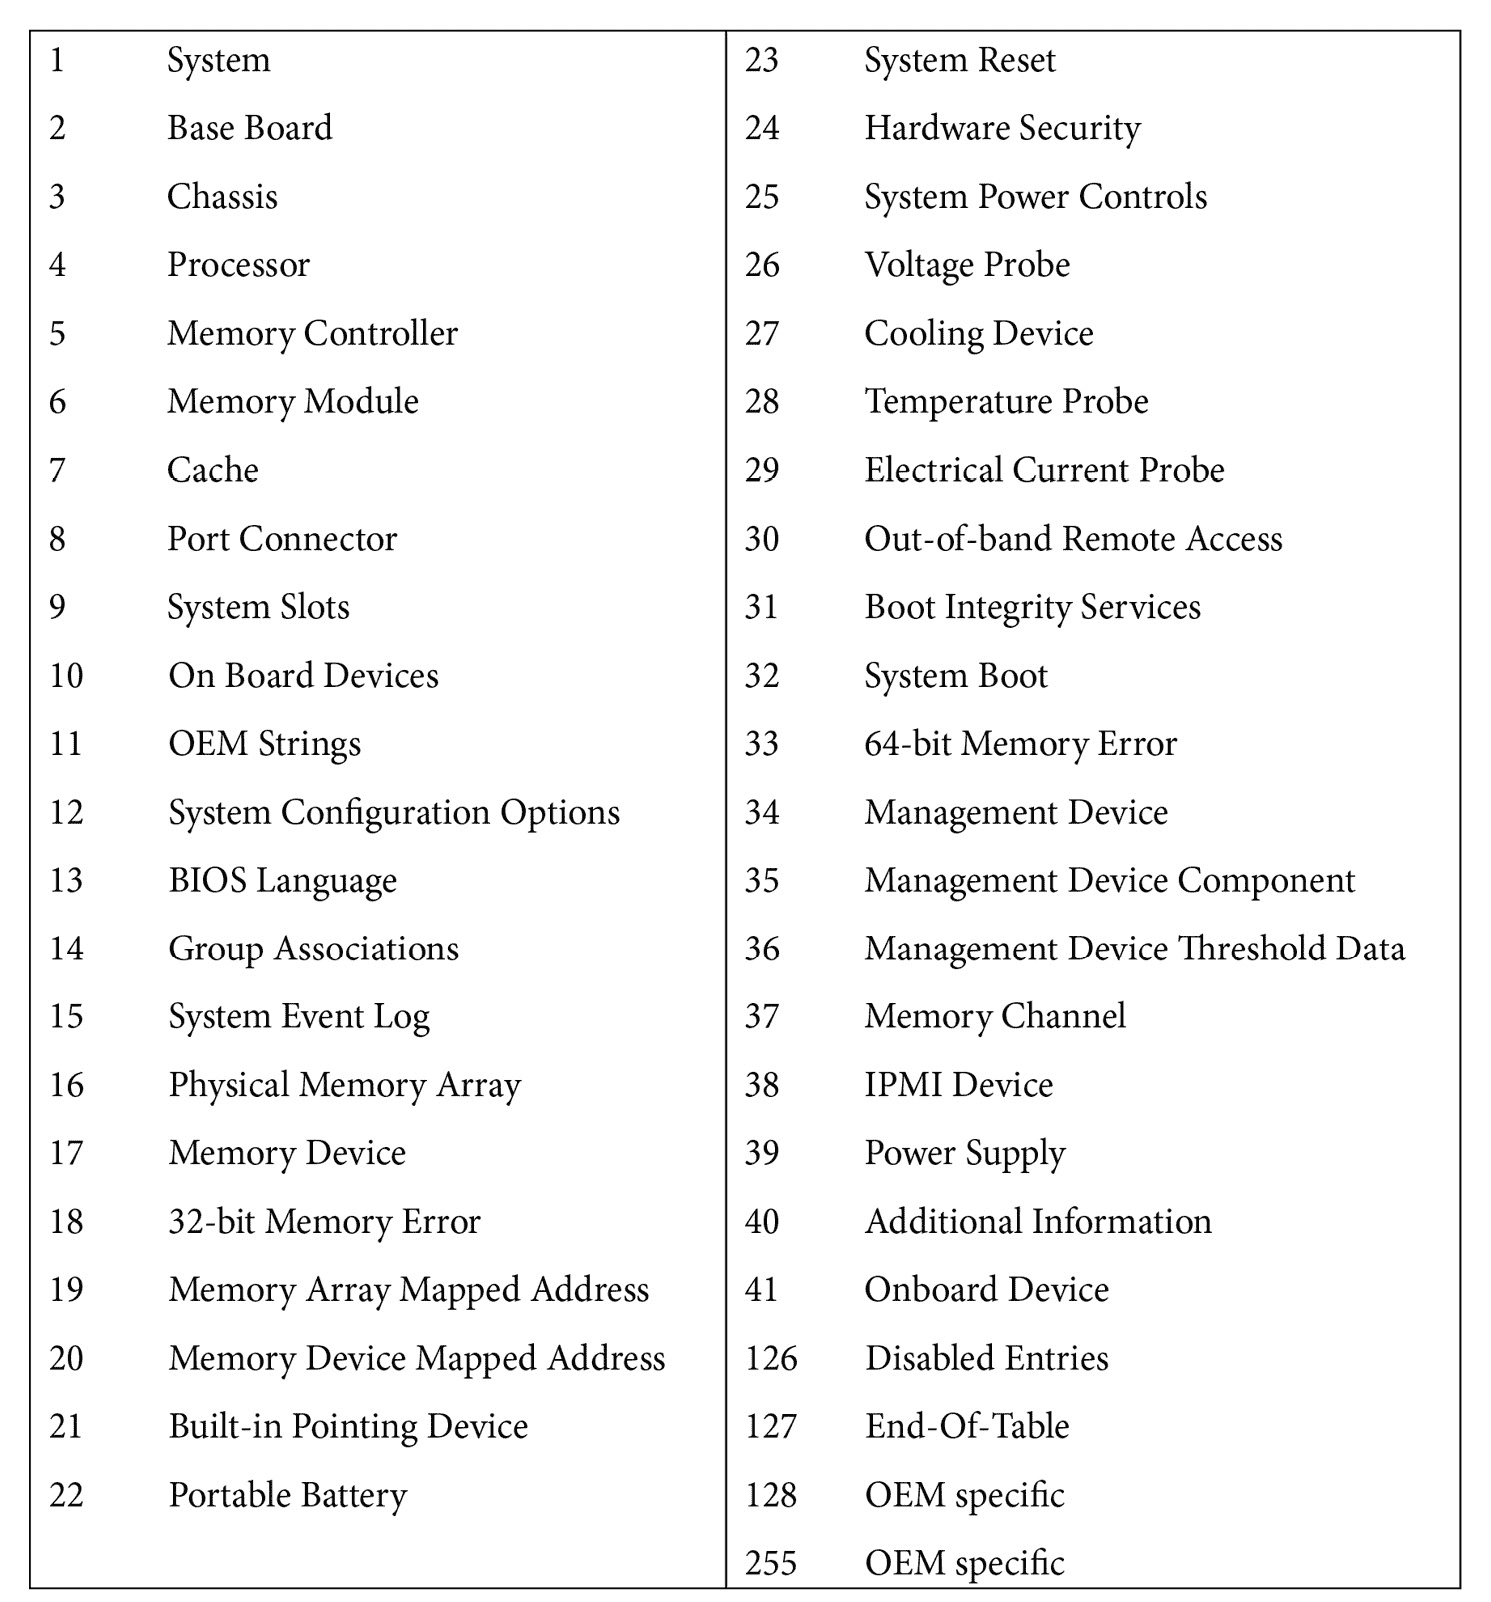 1 System
2 Base Board
3 Chassis
4 Processor
5 Memory Controller
6 Memory Module
7 Cache
8 Port Connector
9 System Slots
10 On Board Devices
11 OEM Strings
12 System Configuration Options
13 BIOS Language
14 Group Associations
15 System Event Log
16 Physical Memory Array
17 Memory Device
18 32-bit Memory Error
19 Memory Array Mapped Address
20 Memory Device Mapped Address
21 Built-in Pointing Device
22 Portable Battery
23 System Reset
24 Hardware Security
25 System Power Controls
26 Voltage Probe
27 Cooling Device
28 Temperature Probe
29 Electrical Current Probe
30 Out-of-band Remote Access
31 Boot Integrity Services
32 System Boot
33 64-bit Memory Error
34 Management Device
35 Management Device Component
36 Management Device Threshold Data
37 Memory Channel
38 IPMI Device
39 Power Supply
40 Additional Information
41 Onboard Device
126 Disabled Entries
127 End-Of-Table
128 OEM specific
255 OEM specific